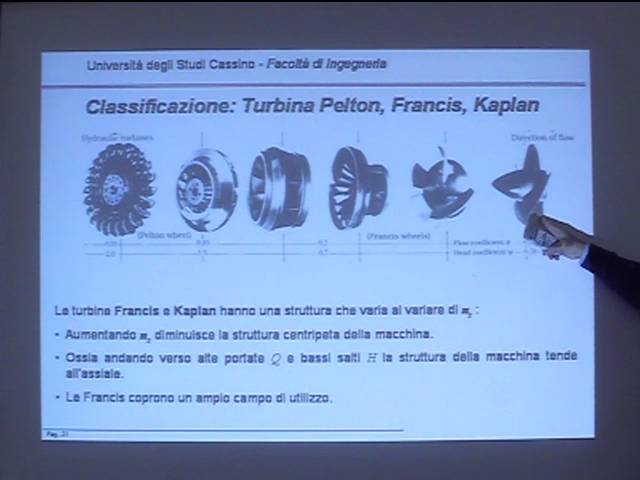 Università degli Studi Cassino - Facoltà di Ingegneria
Classificazione: Turbina Pelton, Francis, Kaplan
Hydraulic turbines
Direction of flow
(Pelton wheel)
(Francis wheels)
Flow coefficient
Head coefficient
Le turbine Francis e Kaplan hanno una struttura che varia al variare di
• Aumentando diminuisce la struttura centripeta della macchina.
• Ossia andando verso alte portate Q e bassi salti H la struttura della macchina tende
all'assiale.
• Le Francis coprono un ampio campo di utilizzo.